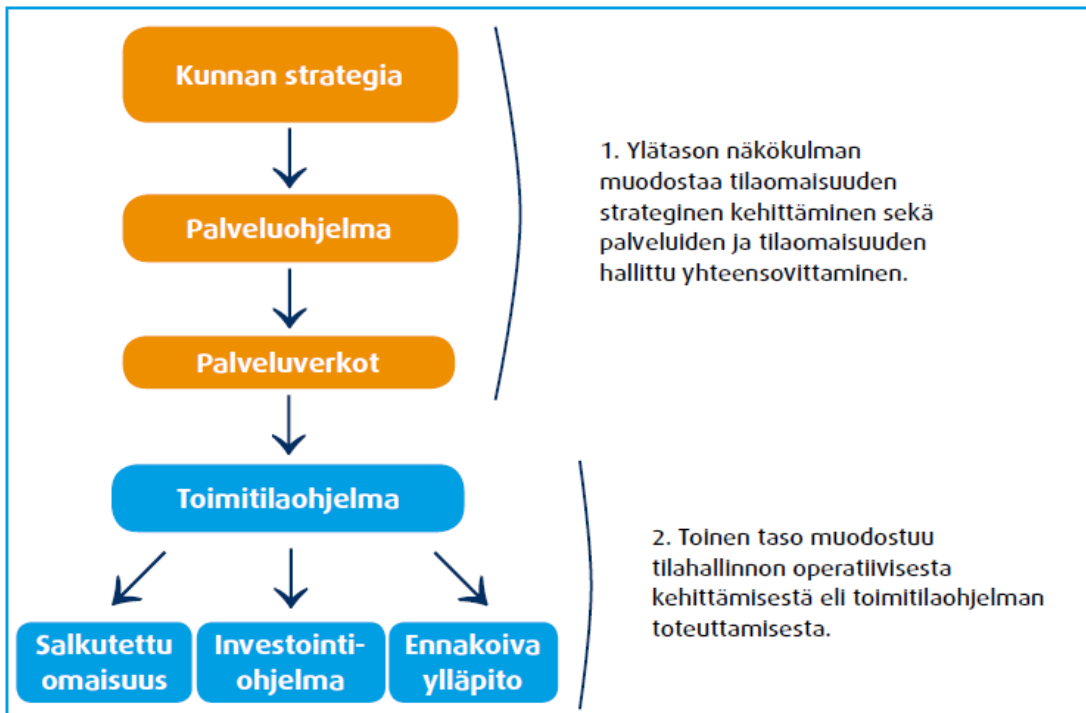 Kunnan strategia
1. Ylätason näkökulman
muodostaa tilaomaisuuden
strateginen kehittäminen sekä
palveluiden ja tilaomaisuuden
hallittu yhteensovittaminen.
Palveluohjelma
Palveluverkot
Toimitilaohjelma
2. Toinen taso muodostuu
tilahallinnon operatiivisesta
kehittämisestä eli toimitilaohjelman
toteuttamisesta.
Salkutettu
omaisuus
Investointi-
ohjelma
Ennakoiva
ylläpito